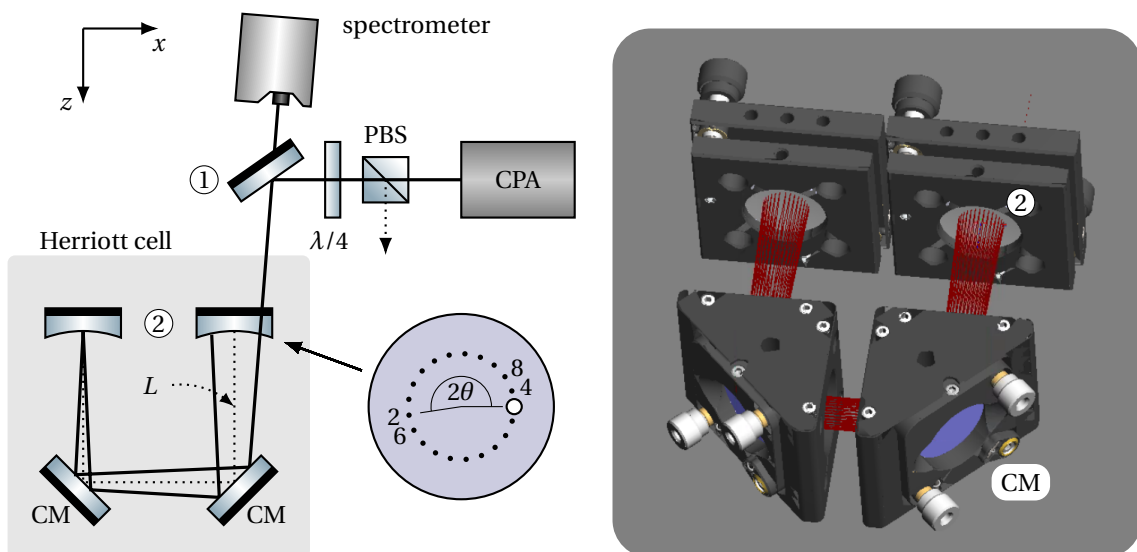 spectrometer
x
z
PBS
①
CPA
λ/4
Herriott cell
②
L
8
4
2θ
2
6
CM
CM
②
CM